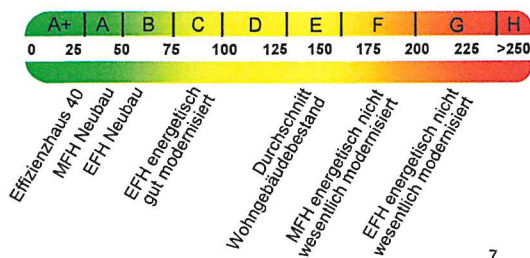 A+ A B C D E F G H
0 25 50 75 100 125 150 175 200 225 >250
Effizienzhaus 40
MFH Neubau
EFH Neubau
EFH energetisch
gut modernisiert
Durchschnitt
Wohngebäudebestand
MFH energetisch nicht
wesentlich modernisiert
EFH energetisch nicht
wesentlich modernisiert
7